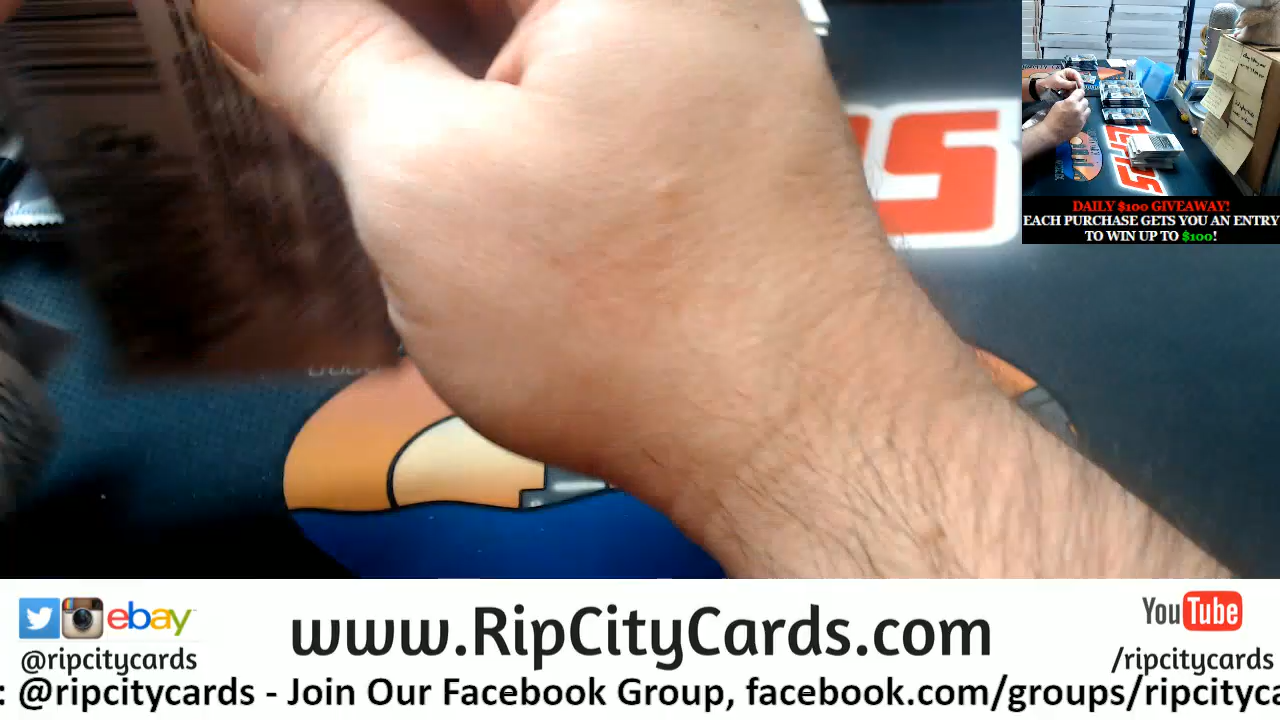 DAILY $100 GIVEAWAY!
EACH PURCHASE GETS YOU AN ENTRY
TO WIN UP TO $100!
ebay
www.RipCityCards.com
YouTube
@ripcitycards
/ripcitycards
: @ripcitycards - Join Our Facebook Group, facebook.com/groups/ripcityca